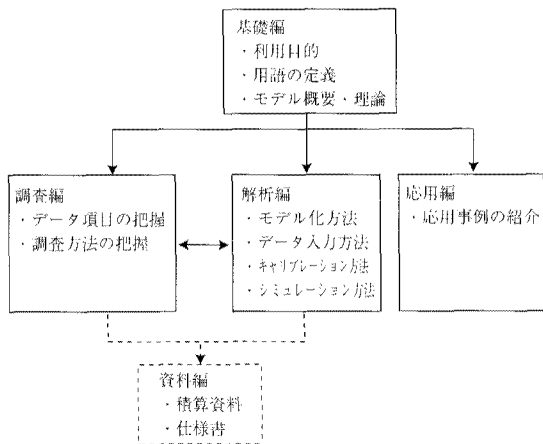 基礎編
・利用目的
・用語の定義
・モデル概要・理論
調査編
・データ項目の把握
・調査方法の把握
解析編
・モデル化方法
・データ入力方法
・キャリブレーション方法
・シミュレーション方法
応用編
・応用事例の紹介
資料編
・積算資料
・仕様書